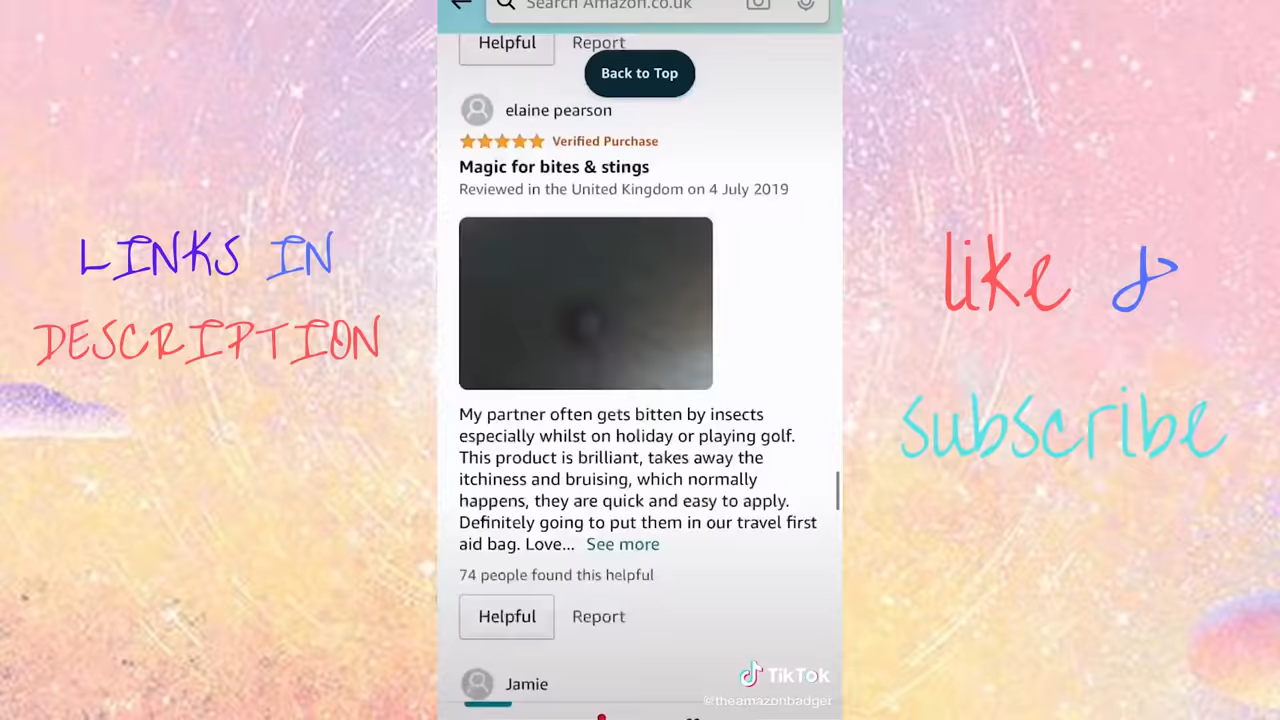 Search Amazon.co.uk
Helpful Report
Back to Top
elaine pearson
Verified Purchase
Magic for bites & stings
Reviewed in the United Kingdom on 4 July 2019
My partner often gets bitten by insects
especially whilst on holiday or playing golf.
This product is brilliant, takes away the
itchiness and bruising, which normally
happens, they are quick and easy to apply.
Definitely going to put them in our travel first
aid bag. Love... See more
74 people found this helpful
Helpful Report
Jamie
TikTok
@theamazonbadger
LINKS IN
DESCRIPTION
like &
subscribe